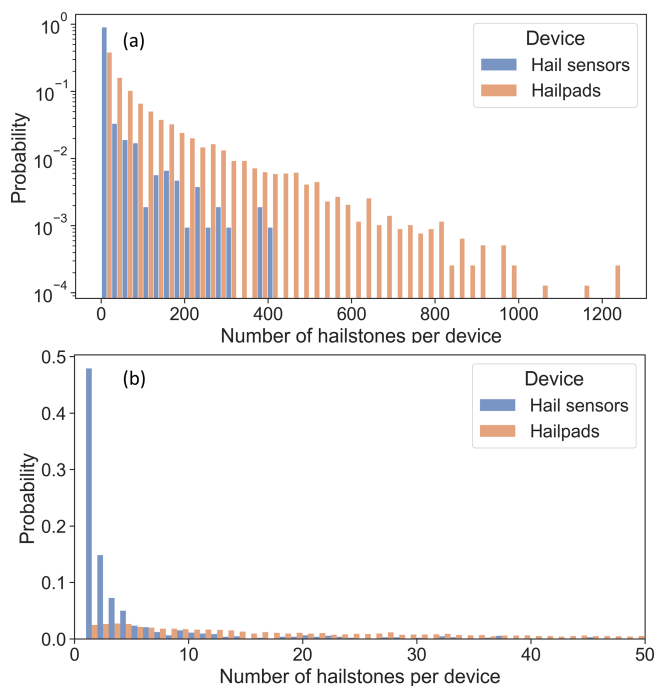 (a)
Device
Hail sensors
Hailpads
Probability
10^0
10^-1
10^-2
10^-3
10^-4
0 200 400 600 800 1000 1200
Number of hailstones per device
(b)
Device
Hail sensors
Hailpads
Probability
0.5
0.4
0.3
0.2
0.1
0.0
0 10 20 30 40 50
Number of hailstones per device